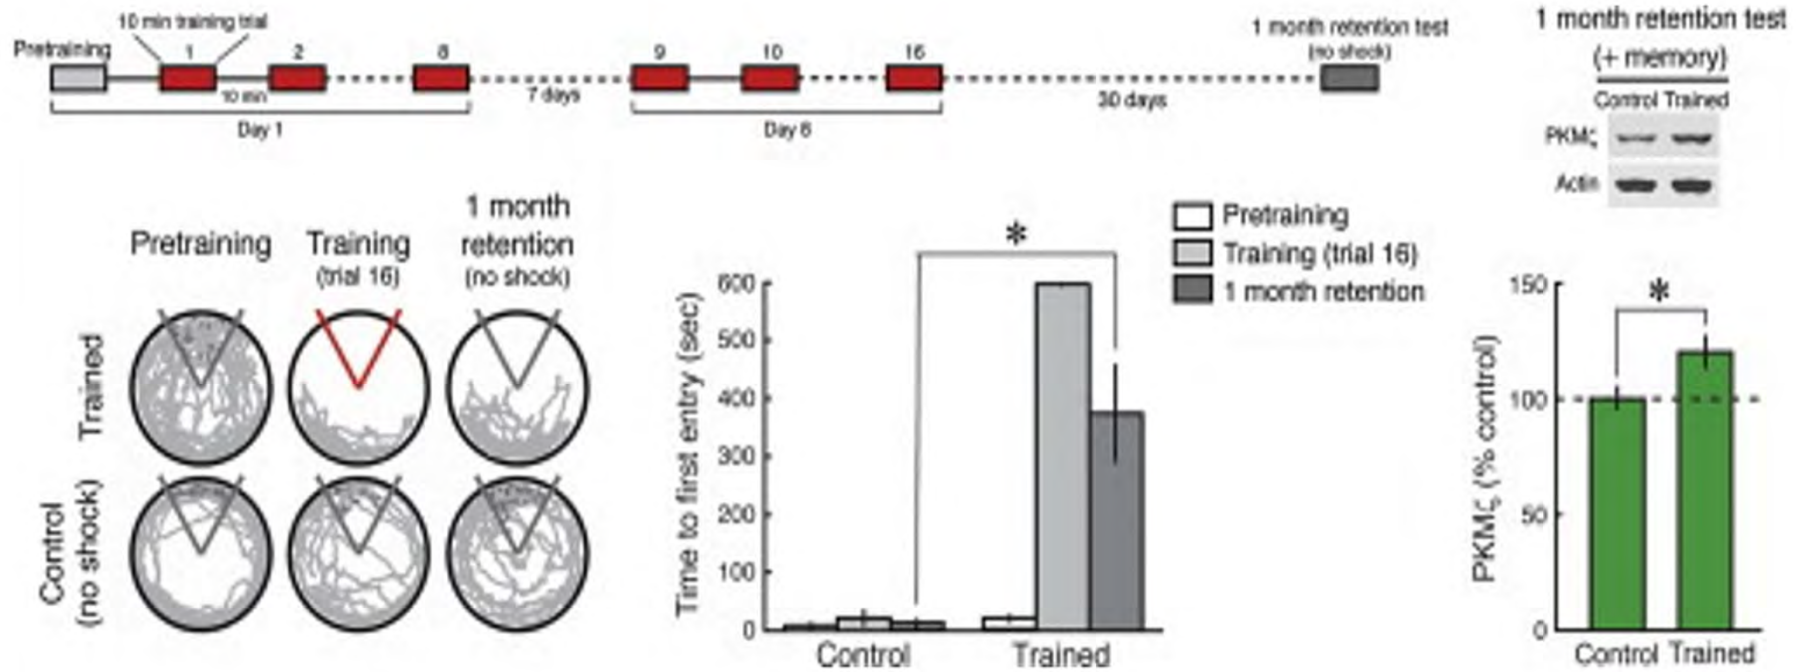 10 min training trial
Pretraining
1
2
8
9
10
16
10 min
Day 1
7 days
Day 8
30 days
1 month retention test
(no shock)
1 month retention test
(+ memory)
Control Trained
PKMζ
Actin
Pretraining
Training
(trial 16)
1 month
retention
(no shock)
Trained
Control
(no shock)
Time to first entry (sec)
600
500
400
300
200
100
0
*
Control
Trained
Pretraining
Training (trial 16)
1 month retention
PKMζ (% control)
150
100
50
0
*
Control Trained